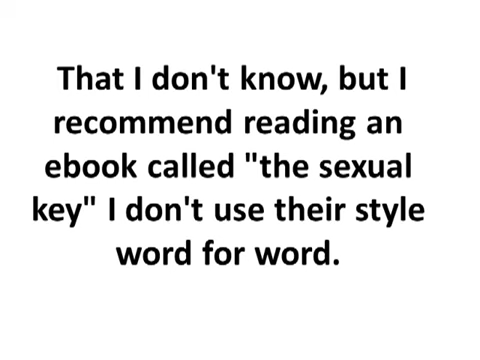 That I don't know, but I
recommend reading an
ebook called "the sexual
key" I don't use their style
word for word.